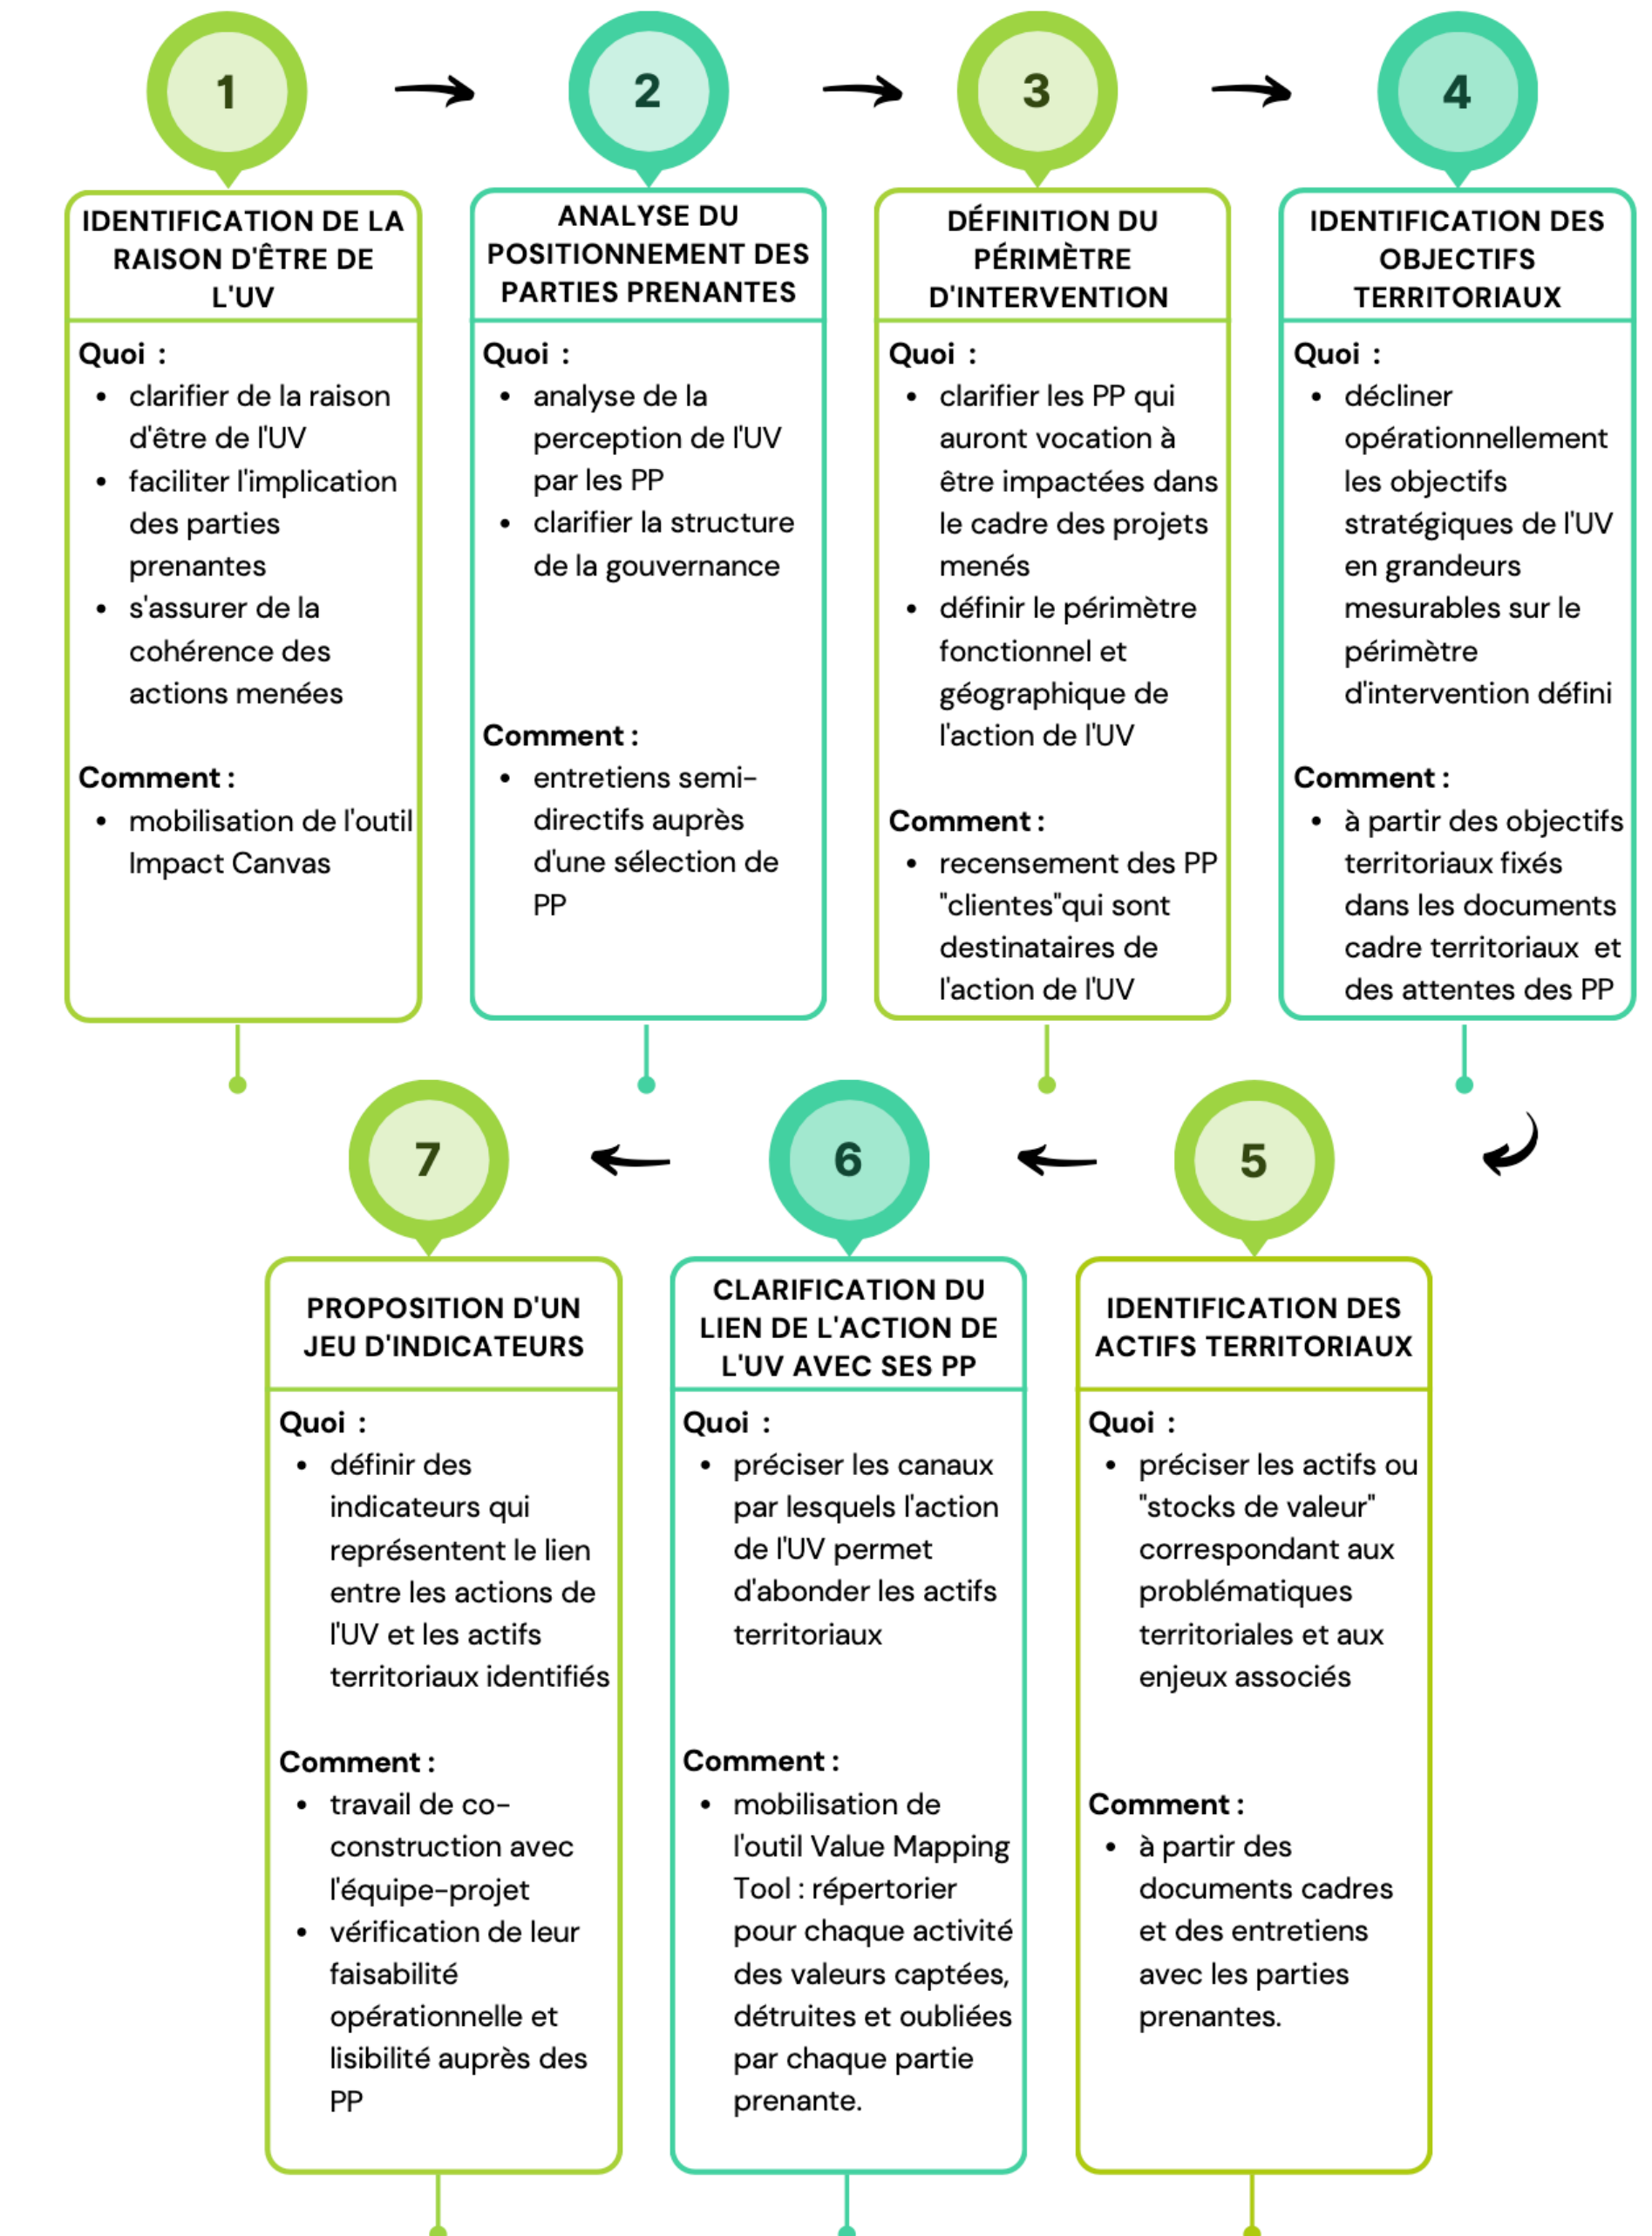 1
IDENTIFICATION DE LA
RAISON D'ÊTRE DE
L'UV
Quoi :
• clarifier de la raison
d'être de l'UV
• faciliter l'implication
des parties
prenantes
• s'assurer de la
cohérence des
actions menées
Comment :
• mobilisation de l'outil
Impact Canvas
2
ANALYSE DU
POSITIONNEMENT DES
PARTIES PRENANTES
Quoi :
• analyse de la
perception de l'UV
par les PP
• clarifier la structure
de la gouvernance
Comment :
• entretiens semi-
directifs auprès
d'une sélection de
PP
3
DÉFINITION DU
PÉRIMÈTRE
D'INTERVENTION
Quoi :
• clarifier les PP qui
auront vocation à
être impactées dans
le cadre des projets
menés
• définir le périmètre
fonctionnel et
géographique de
l'action de l'UV
Comment :
• recensement des PP
"clientes"qui sont
destinataires de
l'action de l'UV
4
IDENTIFICATION DES
OBJECTIFS
TERRITORIAUX
Quoi :
• décliner
opérationnellement
les objectifs
stratégiques de l'UV
en grandeurs
mesurables sur le
périmètre
d'intervention défini
Comment :
• à partir des objectifs
territoriaux fixés
dans les documents
cadre territoriaux et
des attentes des PP
5
IDENTIFICATION DES
ACTIFS TERRITORIAUX
Quoi :
• préciser les actifs ou
"stocks de valeur"
correspondant aux
problématiques
territoriales et aux
enjeux associés
Comment :
• à partir des
documents cadres
et des entretiens
avec les parties
prenantes.
6
CLARIFICATION DU
LIEN DE L'ACTION DE
L'UV AVEC SES PP
Quoi :
• préciser les canaux
par lesquels l'action
de l'UV permet
d'abonder les actifs
territoriaux
Comment :
• mobilisation de
l'outil Value Mapping
Tool : répertorier
pour chaque activité
des valeurs captées,
détruites et oubliées
par chaque partie
prenante.
7
PROPOSITION D'UN
JEU D'INDICATEURS
Quoi :
• définir des
indicateurs qui
représentent le lien
entre les actions de
l'UV et les actifs
territoriaux identifiés
Comment :
• travail de co-
construction avec
l'équipe-projet
• vérification de leur
faisabilité
opérationnelle et
lisibilité auprès des
PP